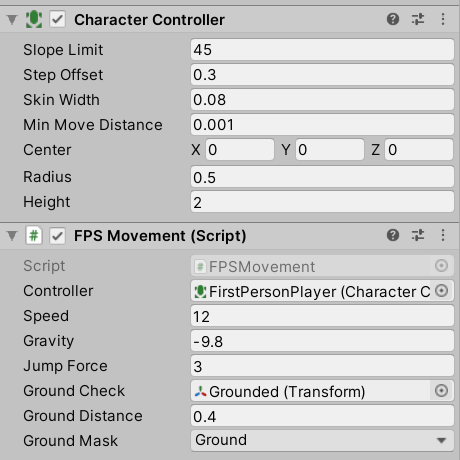 Character Controller
Slope Limit 45
Step Offset 0.3
Skin Width 0.08
Min Move Distance 0.001
Center X 0 Y 0 Z 0
Radius 0.5
Height 2
# FPS Movement (Script)
Script # FPSMovement
Controller FirstPersonPlayer (Character C
Speed 12
Gravity -9.8
Jump Force 3
Ground Check Grounded (Transform)
Ground Distance 0.4
Ground Mask Ground